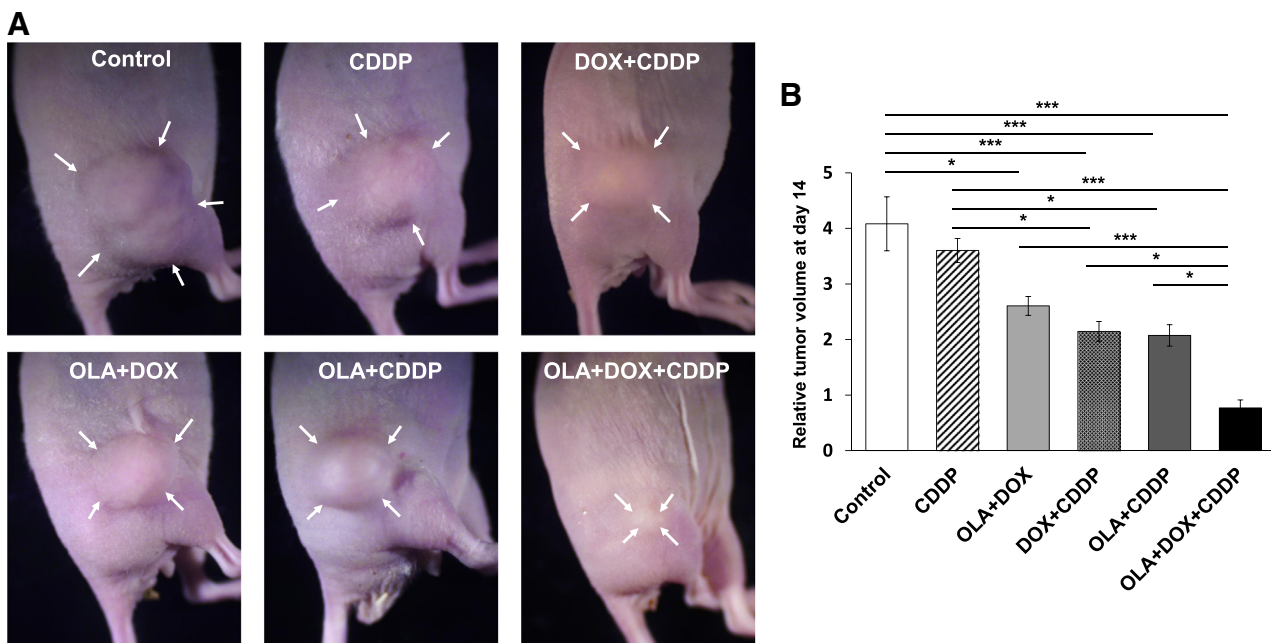 A
Control
CDDP
DOX+CDDP
OLA+DOX
OLA+CDDP
OLA+DOX+CDDP
B
***
***
***
*
***
*
*
***
*
*
Relative tumor volume at day 14
5
4
3
2
1
0
Control
CDDP
OLA+DOX
DOX+CDDP
OLA+CDDP
OLA+DOX+CDDP